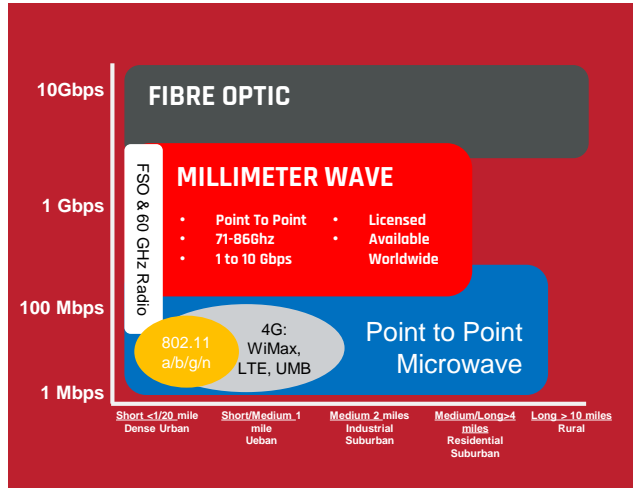 10Gbps
FIBRE OPTIC
MILLIMETER WAVE
• Point To Point
• 71-86Ghz
• 1 to 10 Gbps
• Licensed
• Available
Worldwide
FSO & 60 GHz Radio
1 Gbps
100 Mbps
802.11
a/b/g/n
4G:
WiMax,
LTE, UMB
Point to Point
Microwave
1 Mbps
Short <1/20 mile
Dense Urban
Short/Medium 1
mile
Ueban
Medium 2 miles
Industrial
Suburban
Medium/Long>4
miles
Residential
Suburban
Long > 10 miles
Rural